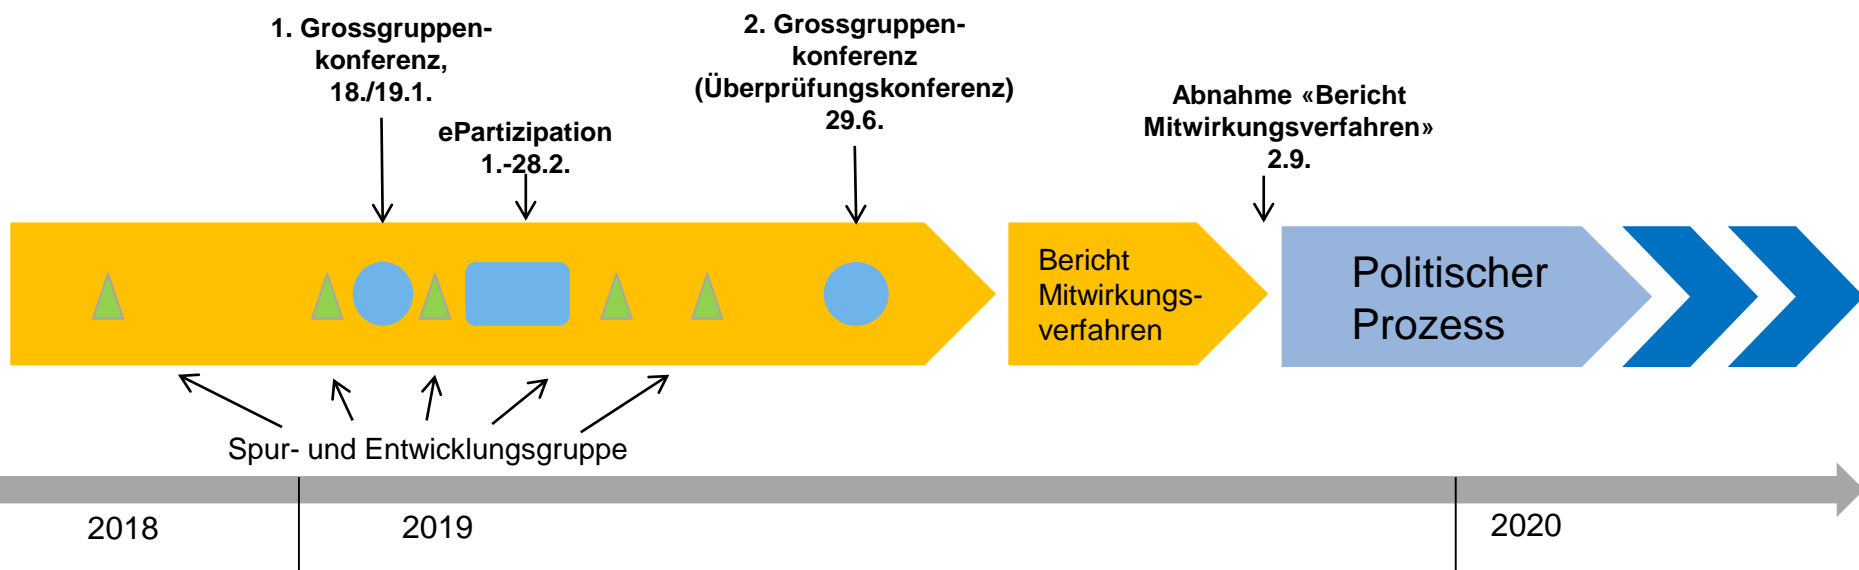 1. Grossgruppen-
konferenz,
18./19.1.
ePartizipation
1.-28.2.
2. Grossgruppen-
konferenz
(Überprüfungskonferenz)
29.6.
Abnahme «Bericht
Mitwirkungsverfahren»
2.9.
Bericht
Mitwirkungs-
verfahren
Politischer
Prozess
Spur- und Entwicklungsgruppe
2018
2019
2020